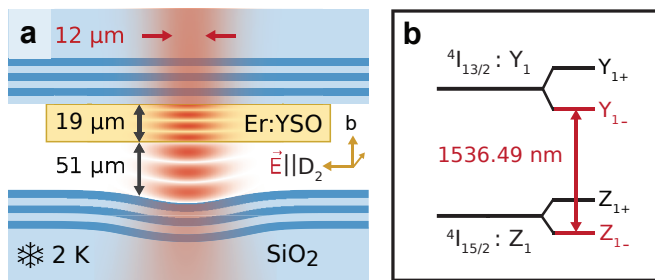 a
12 μm
19 μm
Er:YSO
51 μm
b
E||D₂
2 K
SiO₂
b
⁴I₁₃/₂ : Y₁
Y₁₊
Y₁₋
1536.49 nm
⁴I₁₅/₂ : Z₁
Z₁₊
Z₁₋